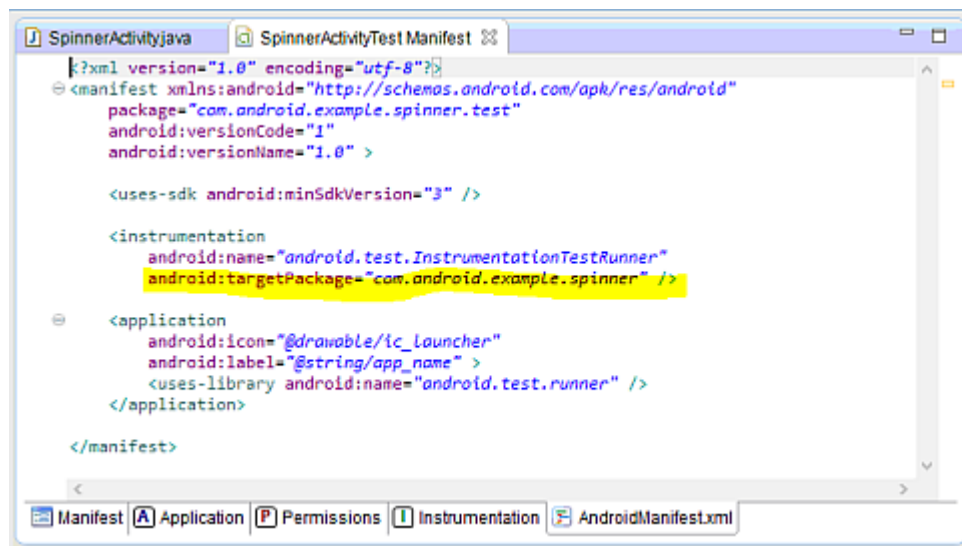 SpinnerActivity.java SpinnerActivityTest Manifest
<?xml version="1.0" encoding="utf-8"?>
<manifest xmlns:android="http://schemas.android.com/apk/res/android"
package="com.android.example.spinner.test"
android:versionCode="1"
android:versionName="1.0" >
<uses-sdk android:minSdkVersion="3" />
<instrumentation
android:name="android.test.InstrumentationTestRunner"
android:targetPackage="com.android.example.spinner" />
<application
android:icon="@drawable/ic_launcher"
android:label="@string/app_name" >
<uses-library android:name="android.test.runner" />
</application>
</manifest>
Manifest A Application P Permissions I Instrumentation AndroidManifest.xml